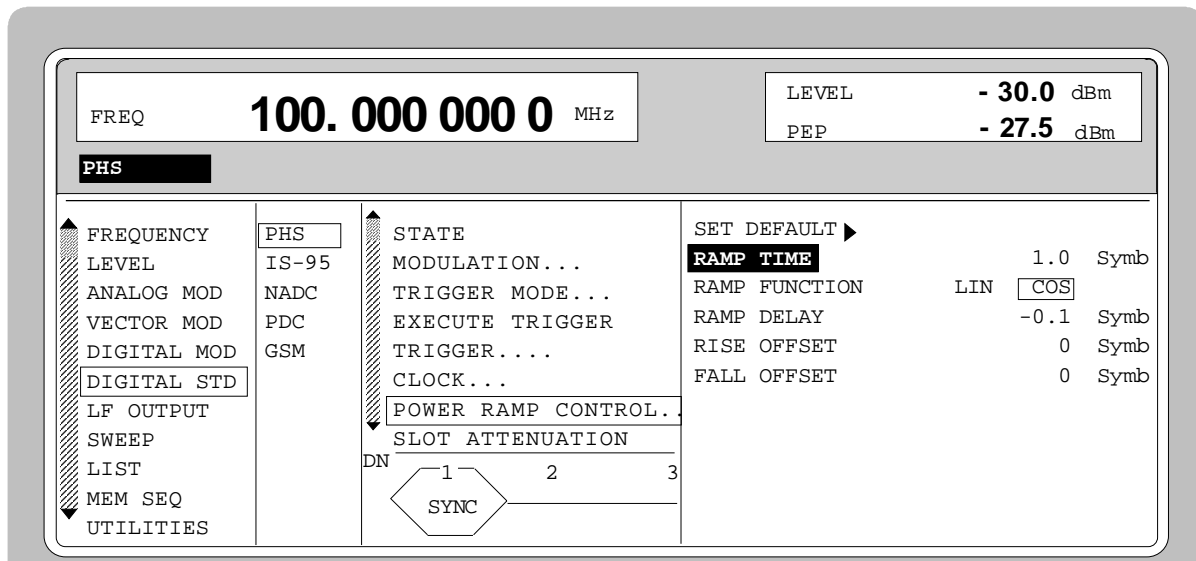 FREQ 100. 000 000 0 MHz
LEVEL - 30.0 dBm
PEP - 27.5 dBm
PHS
FREQUENCY
LEVEL
ANALOG MOD
VECTOR MOD
DIGITAL MOD
DIGITAL STD
LF OUTPUT
SWEEP
LIST
MEM SEQ
UTILITIES
PHS
IS-95
NADC
PDC
GSM
STATE
MODULATION...
TRIGGER MODE...
EXECUTE TRIGGER
TRIGGER....
CLOCK...
POWER RAMP CONTROL..
SLOT ATTENUATION
DN 1 2 3
SYNC
SET DEFAULT
RAMP TIME 1.0 Symb
RAMP FUNCTION LIN COS
RAMP DELAY -0.1 Symb
RISE OFFSET 0 Symb
FALL OFFSET 0 Symb